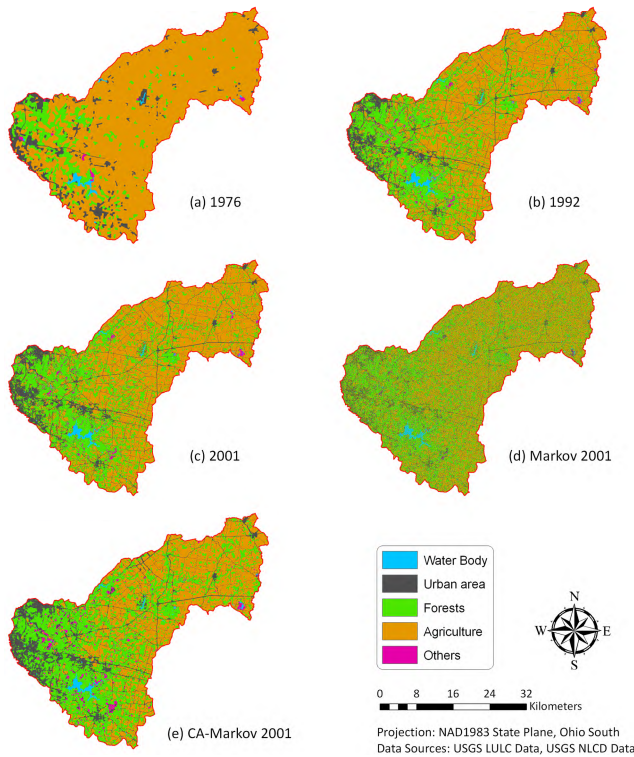 (a) 1976
(b) 1992
(c) 2001
(d) Markov 2001
(e) CA-Markov 2001
Water Body
Urban area
Forests
Agriculture
Others
N
W E
S
0 8 16 24 32
Kilometers
Projection: NAD1983 State Plane, Ohio South
Data Sources: USGS LULC Data, USGS NLCD Data